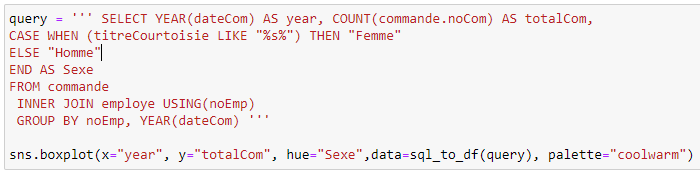 query = ''' SELECT YEAR(dateCom) AS year, COUNT(commande.noCom) AS totalCom,
CASE WHEN (titreCourtoisie LIKE "%s%") THEN "Femme"
ELSE "Homme"
END AS Sexe
FROM commande
INNER JOIN employe USING(noEmp)
GROUP BY noEmp, YEAR(dateCom) '''
sns.boxplot(x="year", y="totalCom", hue="Sexe",data=sql_to_df(query), palette="coolwarm")